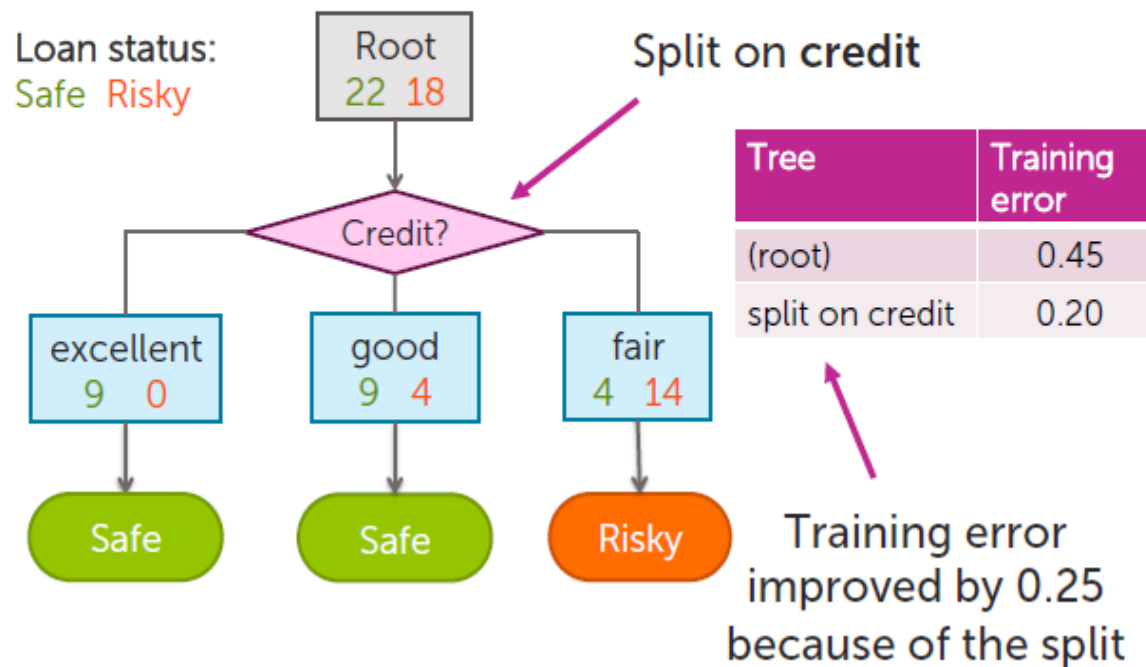 Loan status:
Safe Risky
Root
22 18
Split on credit
Credit?
excellent
9 0
good
9 4
fair
4 14
Safe
Safe
Risky
Tree Training
error
(root) 0.45
split on credit 0.20
Training error
improved by 0.25
because of the split